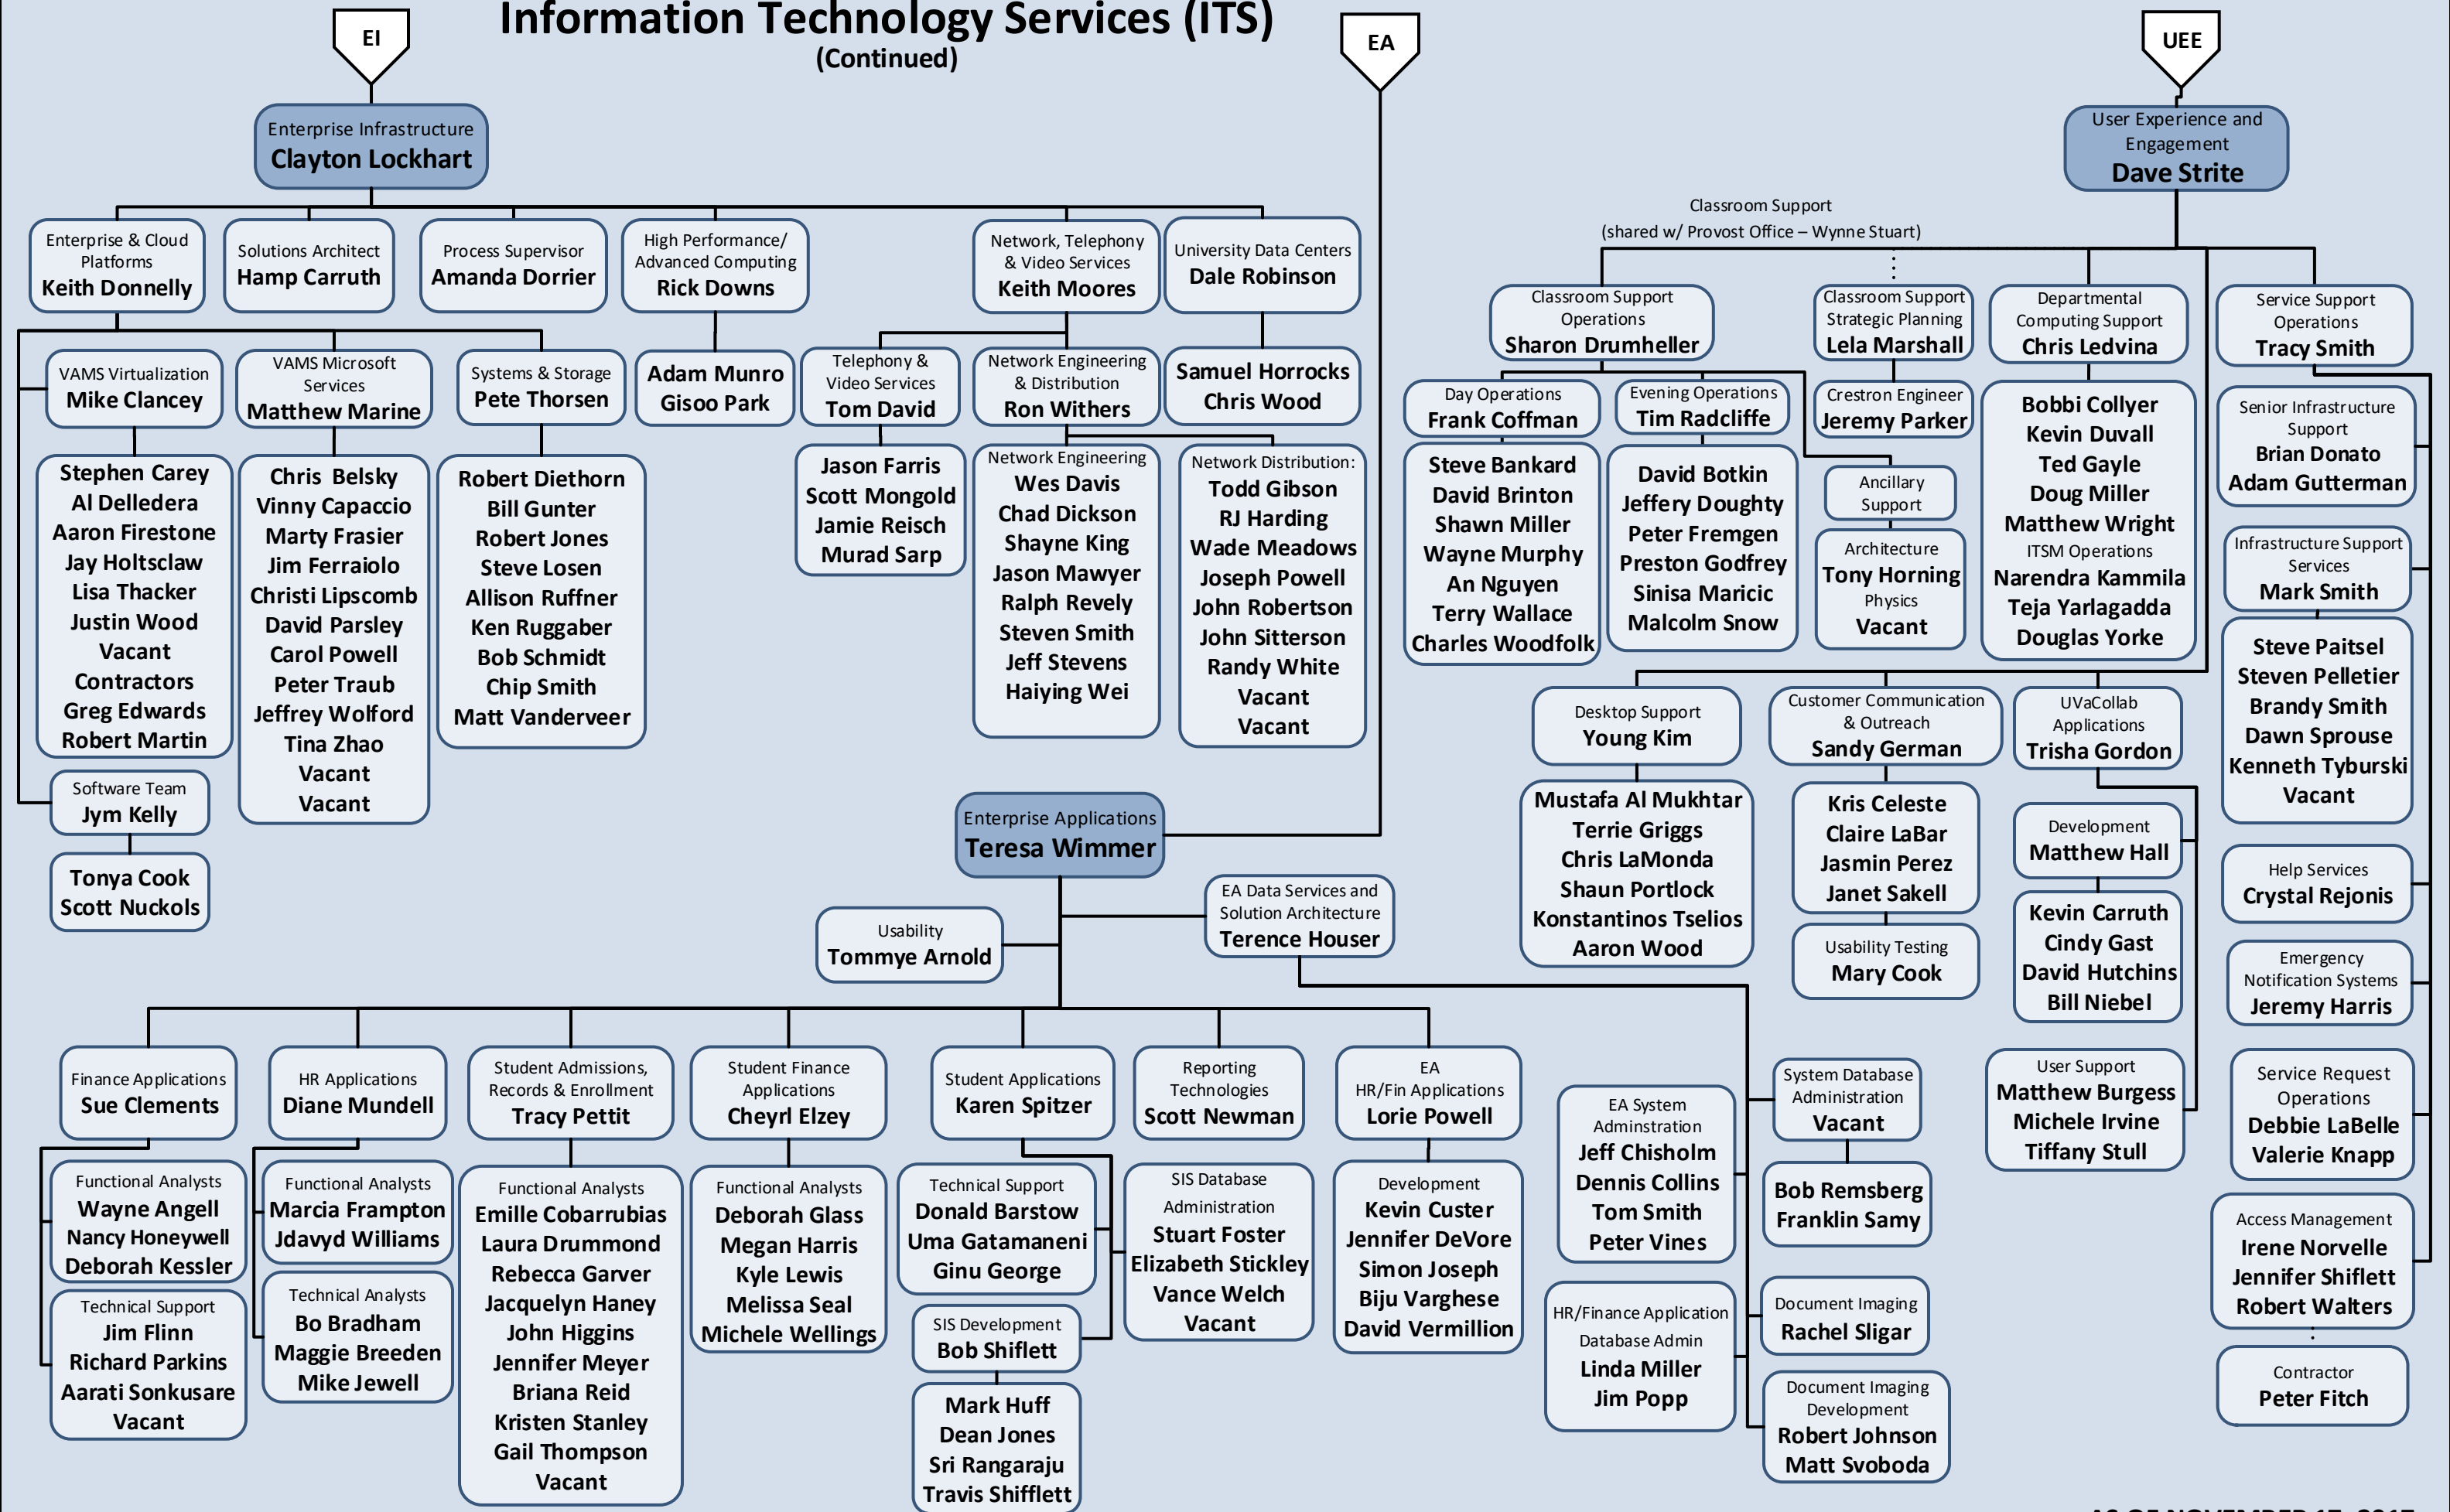 Information Technology Services (ITS)
(Continued)
EI
EA
UEE
Enterprise Infrastructure
Clayton Lockhart
Enterprise & Cloud
Platforms
Keith Donnelly
Solutions Architect
Hamp Carruth
Process Supervisor
Amanda Dorrier
High Performance/
Advanced Computing
Rick Downs
Network, Telephony
& Video Services
Keith Moores
University Data Centers
Dale Robinson
VAMS Virtualization
Mike Clancey
VAMS Microsoft
Services
Matthew Marine
Systems & Storage
Pete Thorsen
Adam Munro
Gisoo Park
Telephony &
Video Services
Tom David
Network Engineering
& Distribution
Ron Withers
Samuel Horrocks
Chris Wood
Stephen Carey
Al Delledera
Aaron Firestone
Jay Holtsclaw
Lisa Thacker
Justin Wood
Vacant
Contractors
Greg Edwards
Robert Martin
Chris Belsky
Vinny Capaccio
Marty Frasier
Jim Ferraiolo
Christi Lipscomb
David Parsley
Carol Powell
Peter Traub
Jeffrey Wolford
Tina Zhao
Vacant
Vacant
Robert Diethorn
Bill Gunter
Robert Jones
Steve Losen
Allison Ruffner
Ken Ruggaber
Bob Schmidt
Chip Smith
Matt Vanderveer
Jason Farris
Scott Mongold
Jamie Reisch
Murad Sarp
Network Engineering
Wes Davis
Chad Dickson
Shayne King
Jason Mawyer
Ralph Revely
Steven Smith
Jeff Stevens
Haiying Wei
Network Distribution:
Todd Gibson
RJ Harding
Wade Meadows
Joseph Powell
John Robertson
John Sitterson
Randy White
Vacant
Vacant
Software Team
Jym Kelly
Tonya Cook
Scott Nuckols
User Experience and
Engagement
Dave Strite
Classroom Support
(shared w/ Provost Office – Wynne Stuart)
Classroom Support
Operations
Sharon Drumheller
Classroom Support
Strategic Planning
Lela Marshall
Departmental
Computing Support
Chris Ledvina
Service Support
Operations
Tracy Smith
Day Operations
Frank Coffman
Evening Operations
Tim Radcliffe
Crestron Engineer
Jeremy Parker
Steve Bankard
David Brinton
Shawn Miller
Wayne Murphy
An Nguyen
Terry Wallace
Charles Woodfolk
David Botkin
Jeffery Doughty
Peter Fremgen
Preston Godfrey
Sinisa Maricic
Malcolm Snow
Ancillary
Support
Architecture
Tony Horning
Physics
Vacant
Bobbi Collyer
Kevin Duvall
Ted Gayle
Doug Miller
Matthew Wright
ITSM Operations
Narendra Kammila
Teja Yarlagadda
Douglas Yorke
Senior Infrastructure
Support
Brian Donato
Adam Gutterman
Infrastructure Support
Services
Mark Smith
Steve Paitsel
Steven Pelletier
Brandy Smith
Dawn Sprouse
Kenneth Tyburski
Vacant
Help Services
Crystal Rejonis
Emergency
Notification Systems
Jeremy Harris
Service Request
Operations
Debbie LaBelle
Valerie Knapp
Access Management
Irene Norvelle
Jennifer Shiflett
Robert Walters
Contractor
Peter Fitch
Desktop Support
Young Kim
Customer Communication
& Outreach
Sandy German
UVaCollab
Applications
Trisha Gordon
Mustafa Al Mukhtar
Terrie Griggs
Chris LaMonda
Shaun Portlock
Konstantinos Tselios
Aaron Wood
Kris Celeste
Claire LaBar
Jasmin Perez
Janet Sakell
Usability Testing
Mary Cook
Development
Matthew Hall
Kevin Carruth
Cindy Gast
David Hutchins
Bill Niebel
User Support
Matthew Burgess
Michele Irvine
Tiffany Stull
Enterprise Applications
Teresa Wimmer
Usability
Tommye Arnold
EA Data Services and
Solution Architecture
Terence Houser
Finance Applications
Sue Clements
HR Applications
Diane Mundell
Student Admissions,
Records & Enrollment
Tracy Pettit
Student Finance
Applications
Cheyrl Elzey
Student Applications
Karen Spitzer
Reporting
Technologies
Scott Newman
EA
HR/Fin Applications
Lorie Powell
Functional Analysts
Wayne Angell
Nancy Honeywell
Deborah Kessler
Technical Support
Jim Flinn
Richard Parkins
Aarati Sonkusare
Vacant
Functional Analysts
Marcia Frampton
Jdavyd Williams
Technical Analysts
Bo Bradham
Maggie Breeden
Mike Jewell
Functional Analysts
Emille Cobarrubias
Laura Drummond
Rebecca Garver
Jacquelyn Haney
John Higgins
Jennifer Meyer
Briana Reid
Kristen Stanley
Gail Thompson
Vacant
Functional Analysts
Deborah Glass
Megan Harris
Kyle Lewis
Melissa Seal
Michele Wellings
Technical Support
Donald Barstow
Uma Gatamaneni
Ginu George
SIS Development
Bob Shiflett
Mark Huff
Dean Jones
Sri Rangaraju
Travis Shifflett
SIS Database
Administration
Stuart Foster
Elizabeth Stickley
Vance Welch
Vacant
Development
Kevin Custer
Jennifer DeVore
Simon Joseph
Biju Varghese
David Vermillion
EA System
Adminstration
Jeff Chisholm
Dennis Collins
Tom Smith
Peter Vines
HR/Finance Application
Database Admin
Linda Miller
Jim Popp
System Database
Administration
Vacant
Bob Remsberg
Franklin Samy
Document Imaging
Rachel Sligar
Document Imaging
Development
Robert Johnson
Matt Svoboda
AS OF NOVEMBER 17, 2017